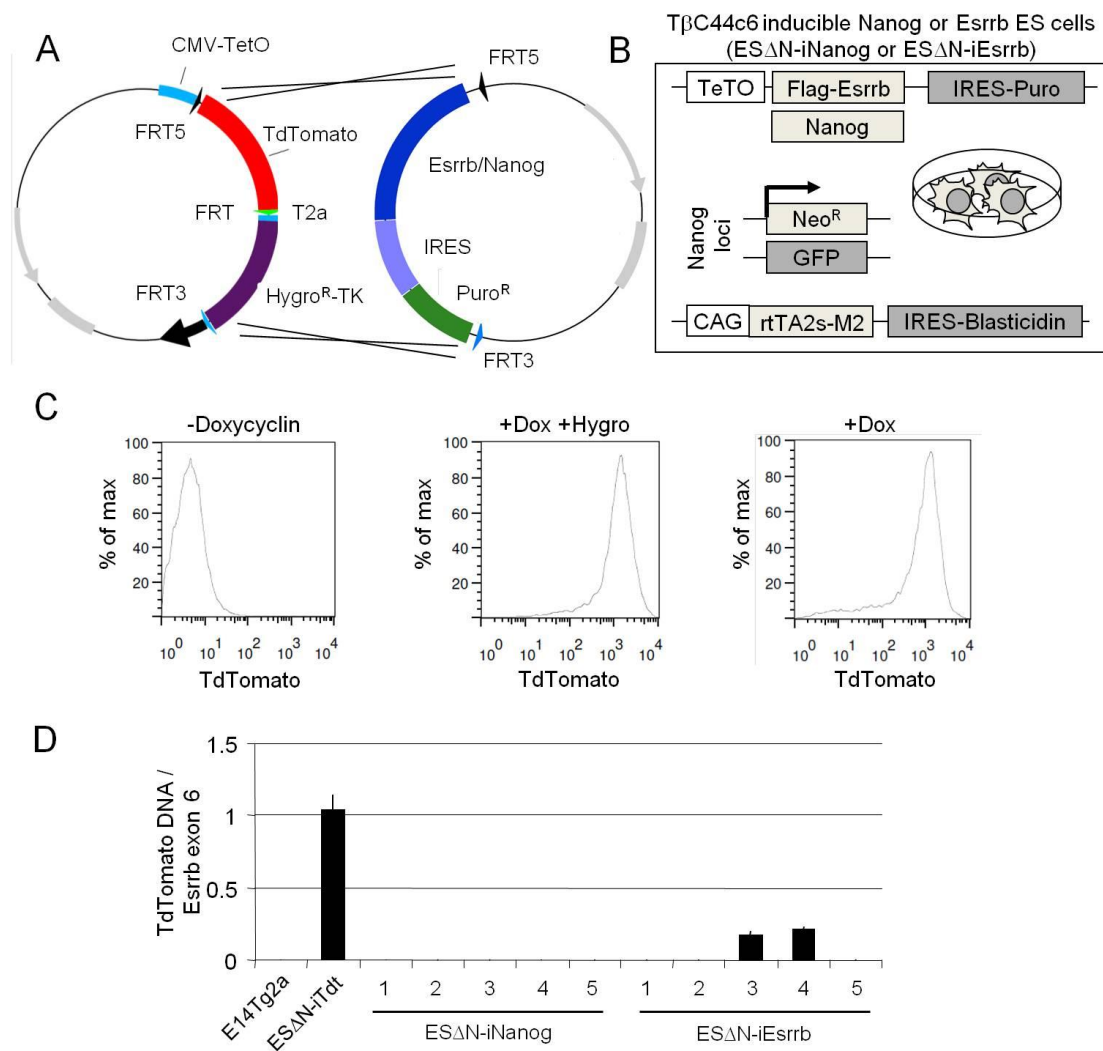 A
CMV-TetO
FRT5
FRT5
TdTomato
Esrrb/Nanog
FRT
T2a
IRES
FRT3
HygroR-TK
PuroR
FRT3
B
TβC44c6 inducible Nanog or Esrrb ES cells
(ESΔN-iNanog or ESΔN-iEsrrb)
TeTO
Flag-Esrrb
IRES-Puro
Nanog
Nanog
loci
NeoR
GFP
CAG
rtTA2s-M2
IRES-Blasticidin
C
-Doxycyclin
% of max
100
80
60
40
20
10^0 10^1 10^2 10^3 10^4
TdTomato
+Dox +Hygro
% of max
100
80
60
40
20
10^0 10^1 10^2 10^3 10^4
TdTomato
+Dox
% of max
100
80
60
40
20
10^0 10^1 10^2 10^3 10^4
TdTomato
D
TdTomato DNA /
Esrrb exon 6
1.5
1
0.5
0
E14Tg2a
ESΔN-iTdt
1 2 3 4 5
ESΔN-iNanog
1 2 3 4 5
ESΔN-iEsrrb